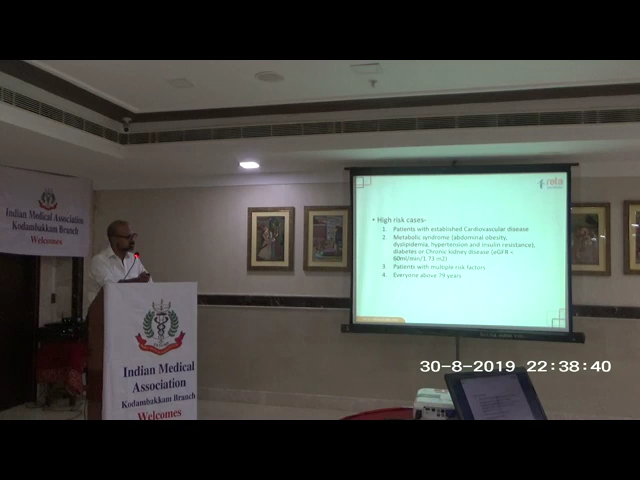 Indian Medical Association
Kodambakkam Branch
Welcomes
rela
• High risk cases-
1. Patients with established Cardiovascular disease
2. Metabolic syndrome (abdominal obesity,
dyslipidemia, hypertension and insulin resistance),
diabetes or Chronic kidney disease (eGFR <
60ml/min/1.73 m2)
3. Patients with multiple risk factors
4. Everyone above 79 years
Indian Medical
Association
Kodambakkam Branch
Welcomes
30-8-2019 22:38:40